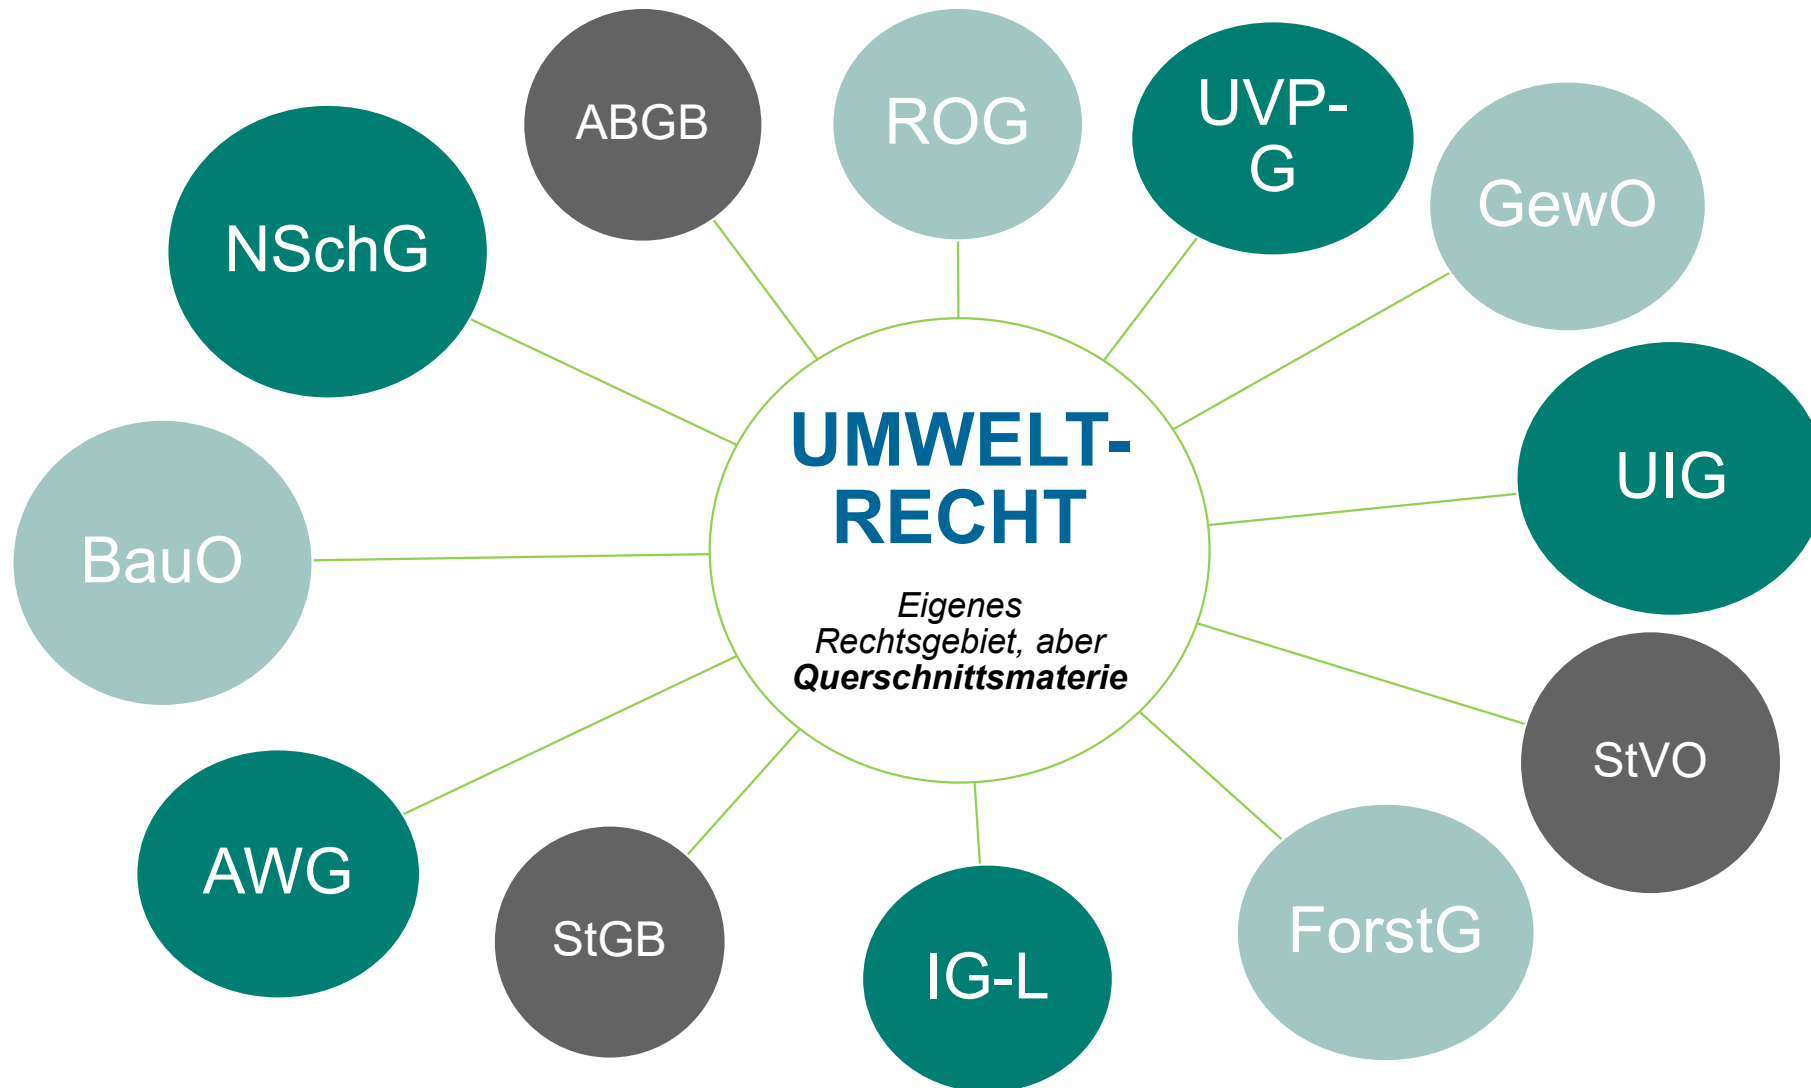 ABGB
ROG
UVP-
G
GewO
NSchG
UIG
UMWELT-
RECHT
Eigenes
Rechtsgebiet, aber
Querschnittsmaterie
BauO
StVO
AWG
StGB
IG-L
ForstG